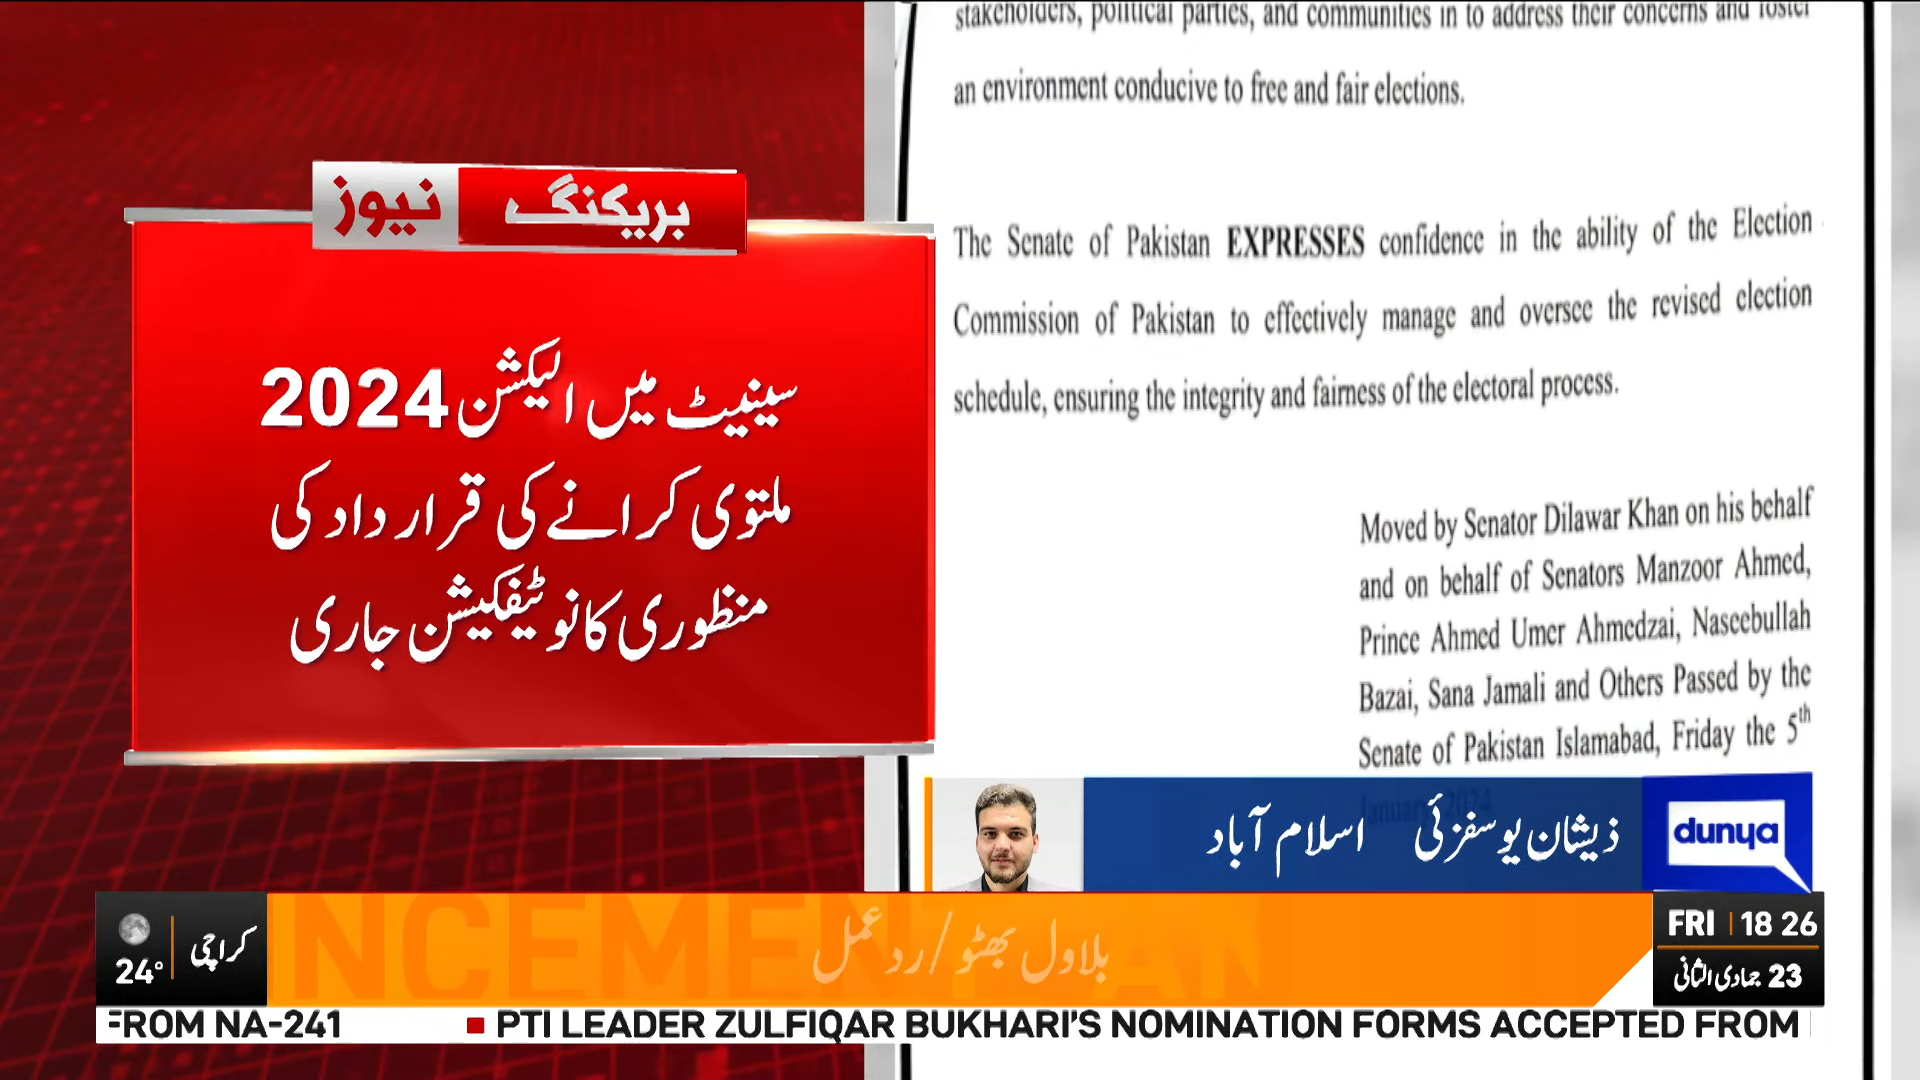 stakeholders, political parties, and communities in to address their concerns and foster
an environment conducive to free and fair elections.
The Senate of Pakistan EXPRESSES confidence in the ability of the Election
Commission of Pakistan to effectively manage and oversee the revised election
schedule, ensuring the integrity and fairness of the electoral process.
Moved by Senator Dilawar Khan on his behalf
and on behalf of Senators Manzoor Ahmed,
Prince Ahmed Umer Ahmedzai, Naseebullah
Bazai, Sana Jamali and Others Passed by the
Senate of Pakistan Islamabad, Friday the 5th
January, 2024
بریکنگ نیوز
سینیٹ میں الیکشن 2024
ملتوی کرانے کی قرار داد کی
منظوری کا نوٹیفکیشن جاری
ذیشان یوسفزئی اسلام آباد
dunya
کراچی
24°
بلاول بھٹو/رد عمل
FRI 18 26
23 جمادی الثانی
FROM NA-241
PTI LEADER ZULFIQAR BUKHARI'S NOMINATION FORMS ACCEPTED FROM